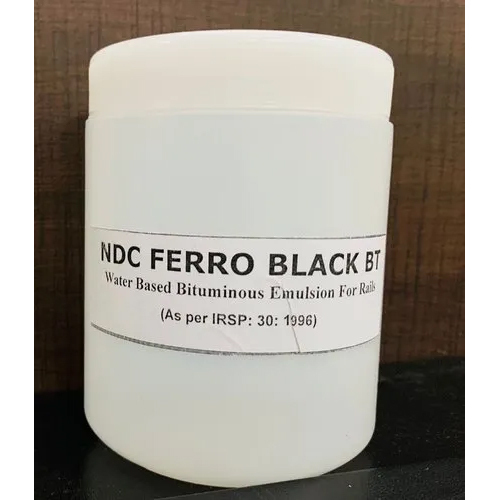 NDC FERRO BLACK BT
Water Based Bituminous Emulsion For Rails
(As per IRSP: 30: 1996)